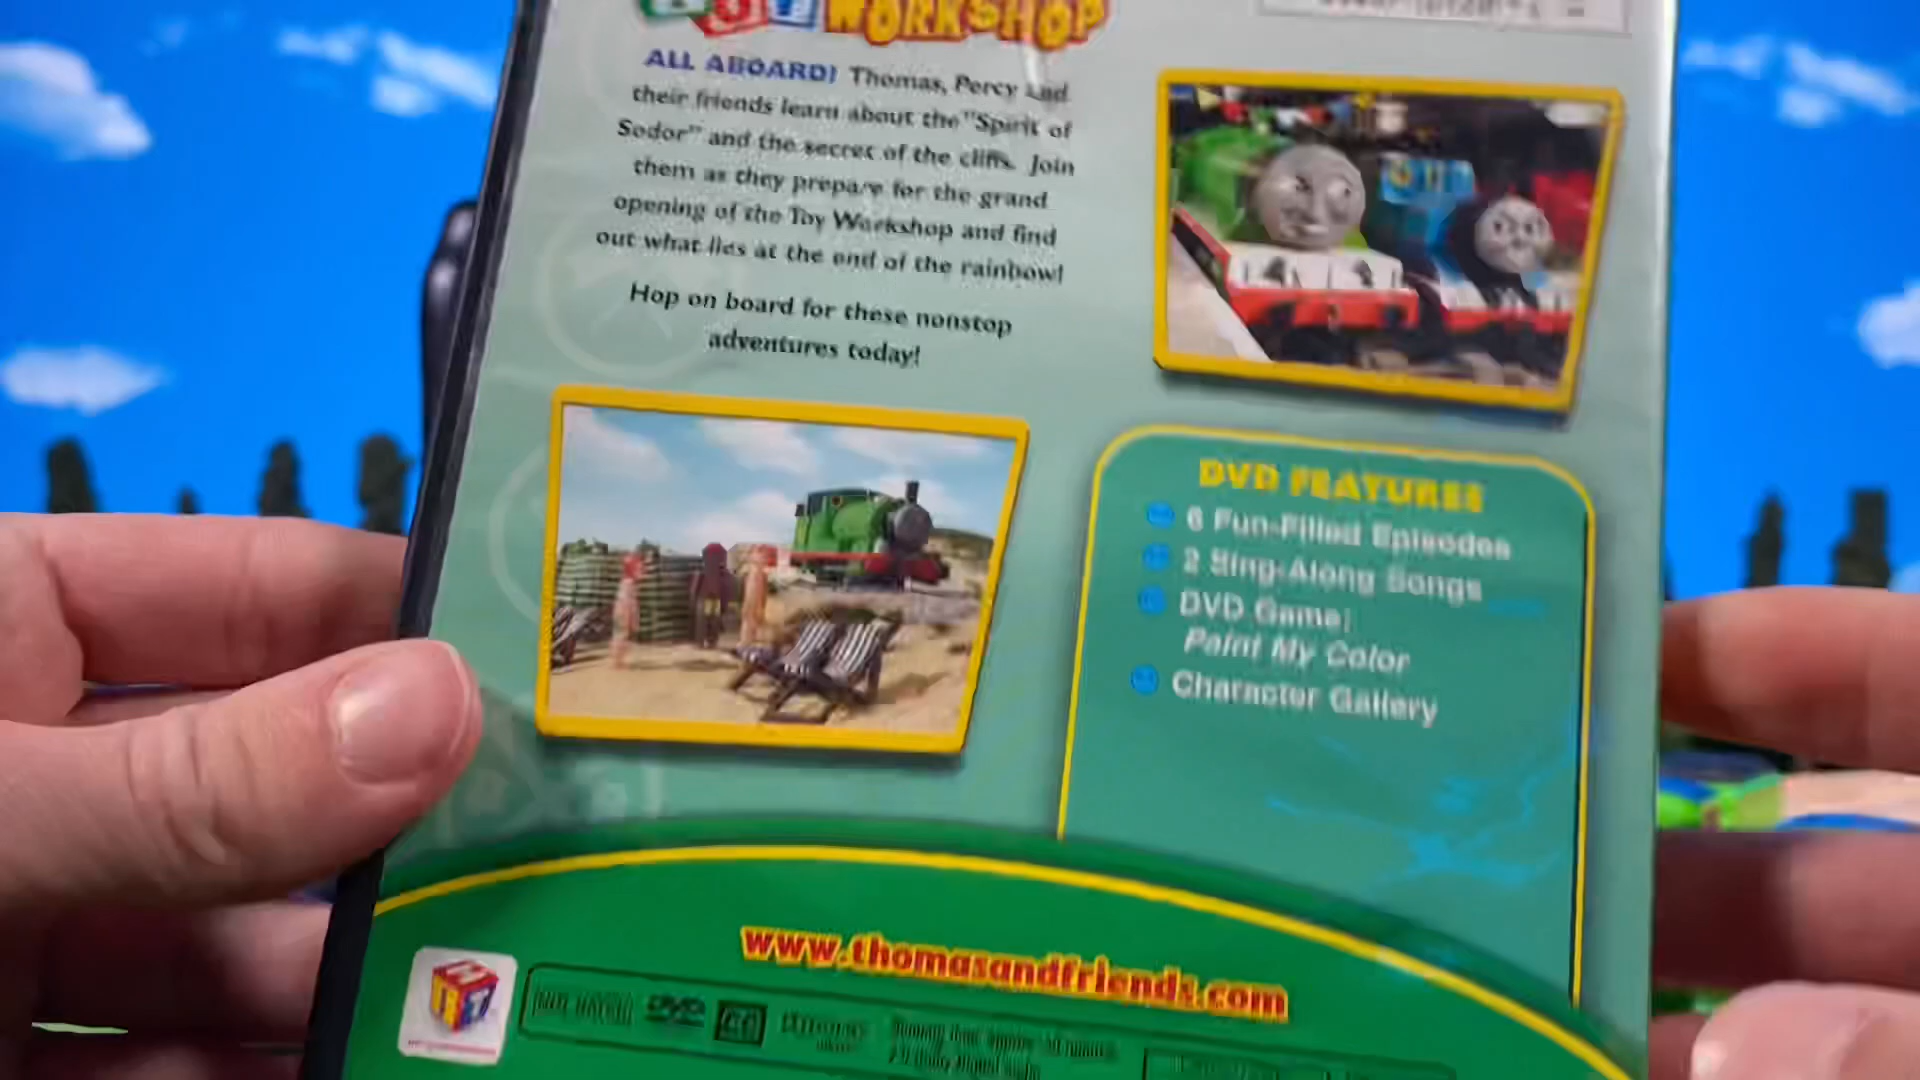 WORKSHOP
ALL ABOARD! Thomas, Percy and
their friends learn about the "Spirit of
Sodor" and the secret of the cliffs. Join
them as they prepare for the grand
opening of the Toy Workshop and find
out what lies at the end of the rainbow!
Hop on board for these nonstop
adventures today!
DVD FEATURES
6 Fun-Filled Episodes
2 Sing-Along Songs
DVD Game:
Paint My Color
Character Gallery
www.thomasandfriends.com
HIT
DVD
CC